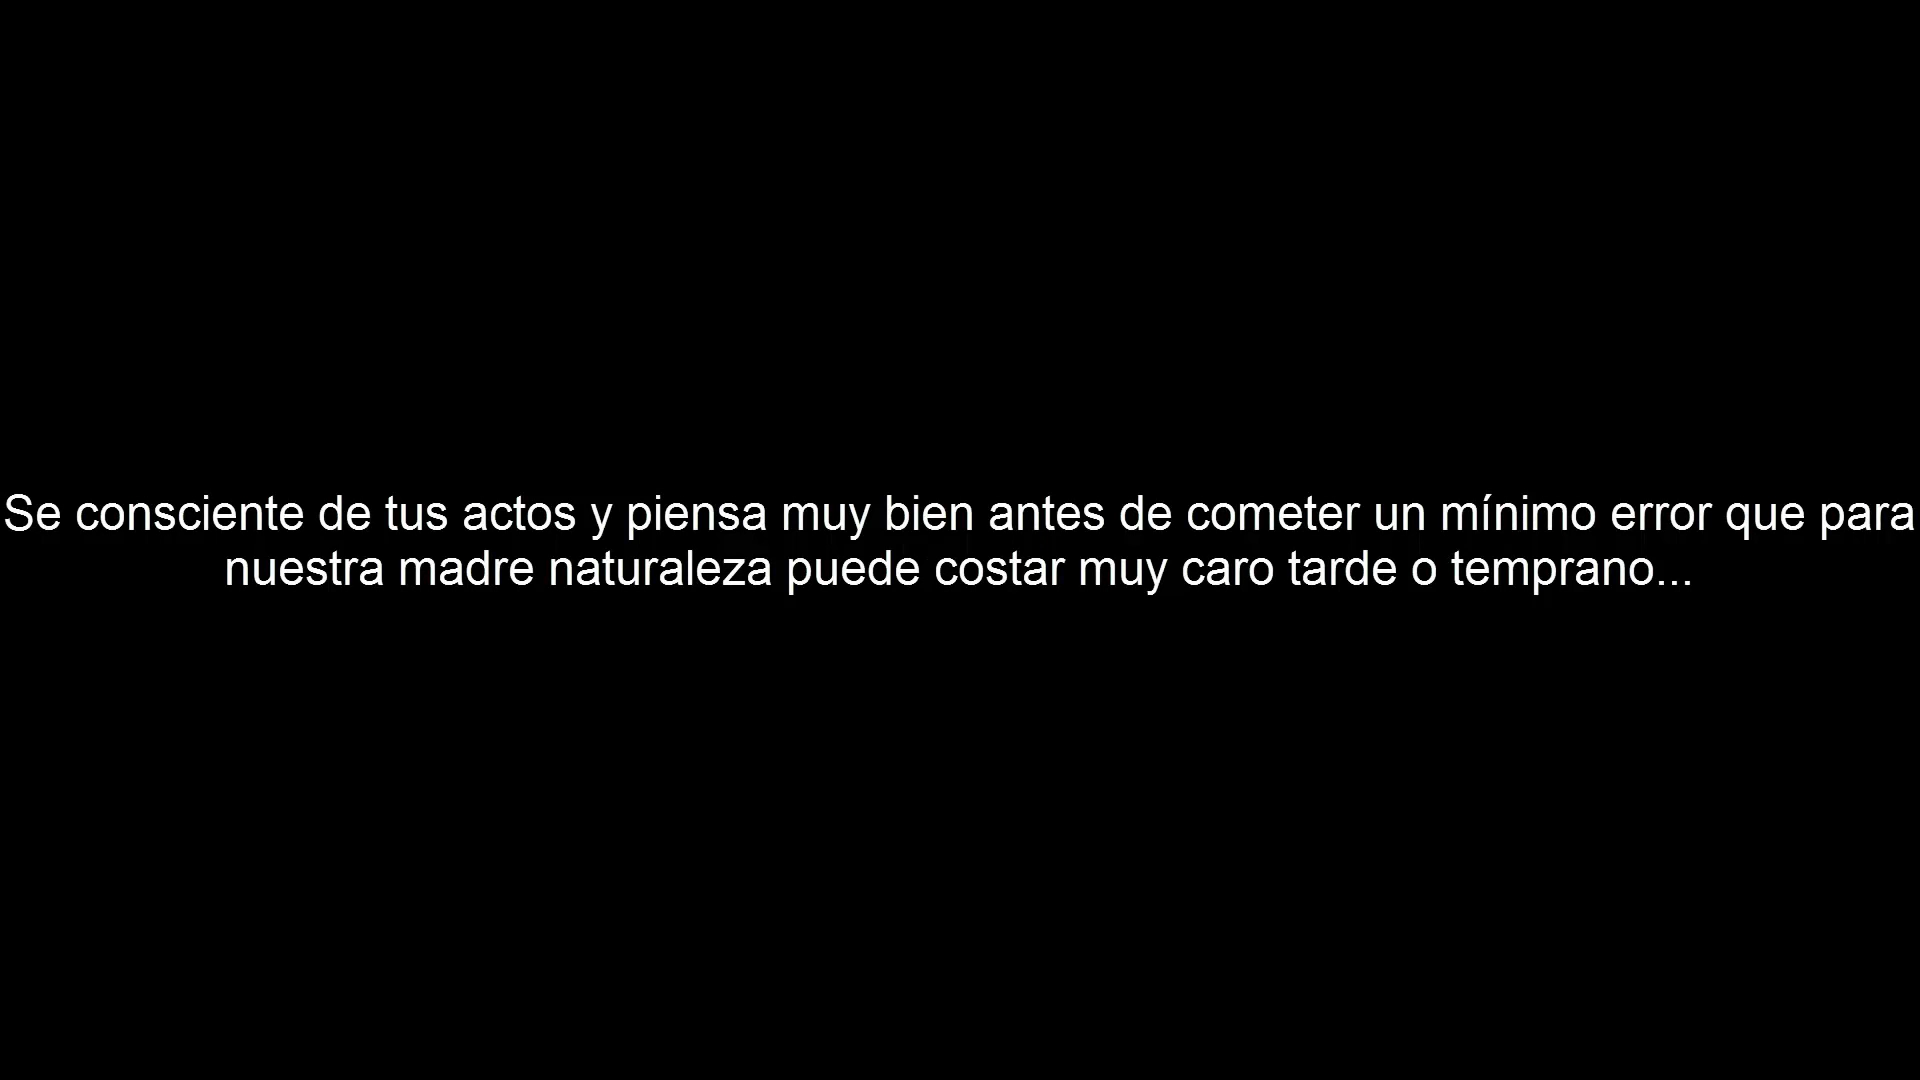 Se consciente de tus actos y piensa muy bien antes de cometer un mínimo error que para
nuestra madre naturaleza puede costar muy caro tarde o temprano...